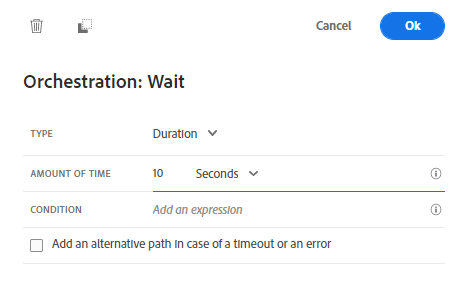 Cancel Ok
Orchestration: Wait
TYPE Duration
AMOUNT OF TIME 10 Seconds
CONDITION Add an expression
Add an alternative path in case of a timeout or an error